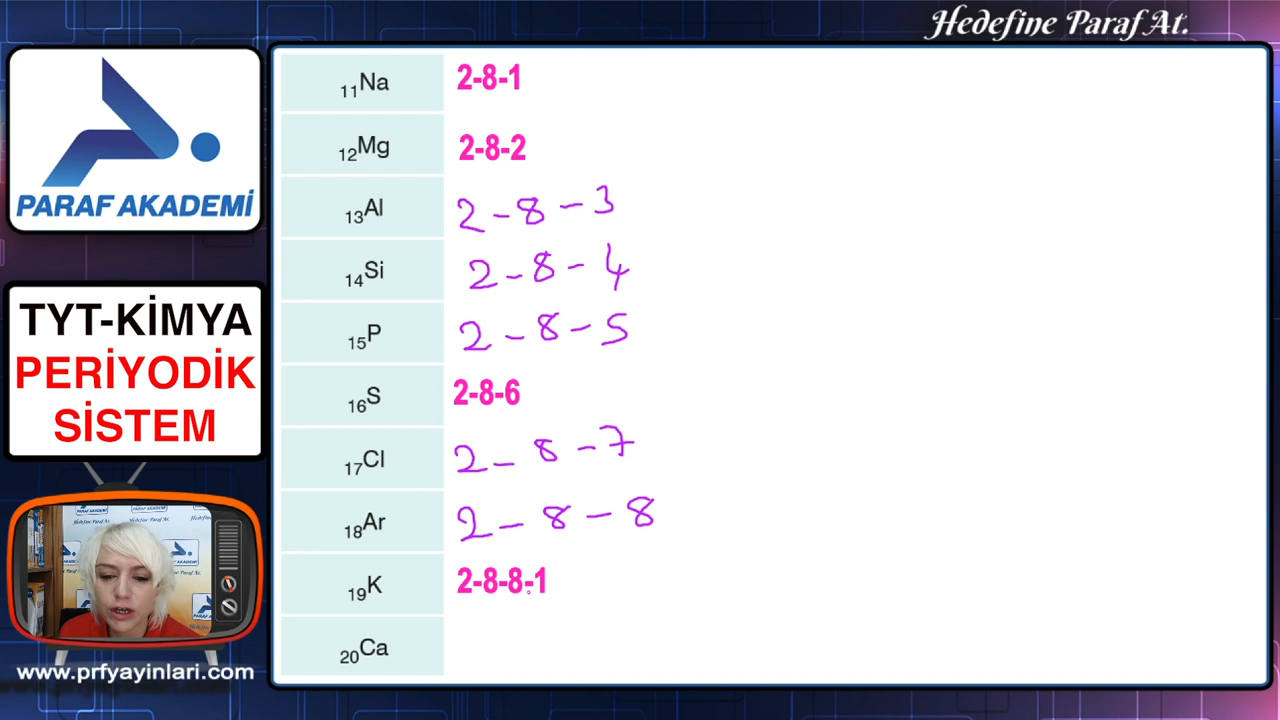 Hedefine Paraf At.
PARAF AKADEMİ
TYT-KİMYA
PERİYODİK
SİSTEM
www.prfyayinlari.com
11Na 2-8-1
12Mg 2-8-2
13Al 2-8-3
14Si 2-8-4
15P 2-8-5
16S 2-8-6
17Cl 2-8-7
18Ar 2-8-8
19K 2-8-8-1
20Ca